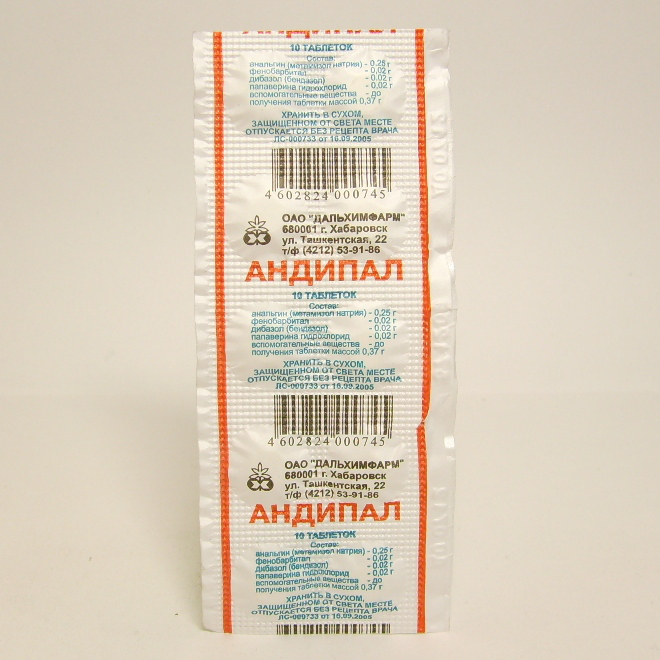 АНДИПАЛ
10 ТАБЛЕТОК
Состав:
анальгин (метамизол натрия) - 0,25 г
фенобарбитал - 0,02 г
дибазол (бендазол) - 0,02 г
папаверина гидрохлорид - 0,02 г
вспомогательные вещества - до
получения таблетки массой 0,37 г
ХРАНИТЬ В СУХОМ,
ЗАЩИЩЕННОМ ОТ СВЕТА МЕСТЕ
ОТПУСКАЕТСЯ БЕЗ РЕЦЕПТА ВРАЧА
ЛС-000733 от 16.09.2005
4 602824 000745
ОАО "ДАЛЬХИМФАРМ"
680001 г. Хабаровск
ул. Ташкентская, 22
т/ф (4212) 53-91-86
АНДИПАЛ
10 ТАБЛЕТОК
Состав:
анальгин (метамизол натрия) - 0,25 г
фенобарбитал - 0,02 г
дибазол (бендазол) - 0,02 г
папаверина гидрохлорид - 0,02 г
вспомогательные вещества - до
получения таблетки массой 0,37 г
ХРАНИТЬ В СУХОМ,
ЗАЩИЩЕННОМ ОТ СВЕТА МЕСТЕ
ОТПУСКАЕТСЯ БЕЗ РЕЦЕПТА ВРАЧА
ЛС-000733 от 16.09.2005
4 602824 000745
ОАО "ДАЛЬХИМФАРМ"
680001 г. Хабаровск
ул. Ташкентская, 22
т/ф (4212) 53-91-86
АНДИПАЛ
10 ТАБЛЕТОК
Состав:
анальгин (метамизол натрия) - 0,25 г
фенобарбитал - 0,02 г
дибазол (бендазол) - 0,02 г
папаверина гидрохлорид - 0,02 г
вспомогательные вещества - до
получения таблетки массой 0,37 г
ХРАНИТЬ В СУХОМ,
ЗАЩИЩЕННОМ ОТ СВЕТА МЕСТЕ
ОТПУСКАЕТСЯ БЕЗ РЕЦЕПТА ВРАЧА
ЛС-000733 от 16.09.2005